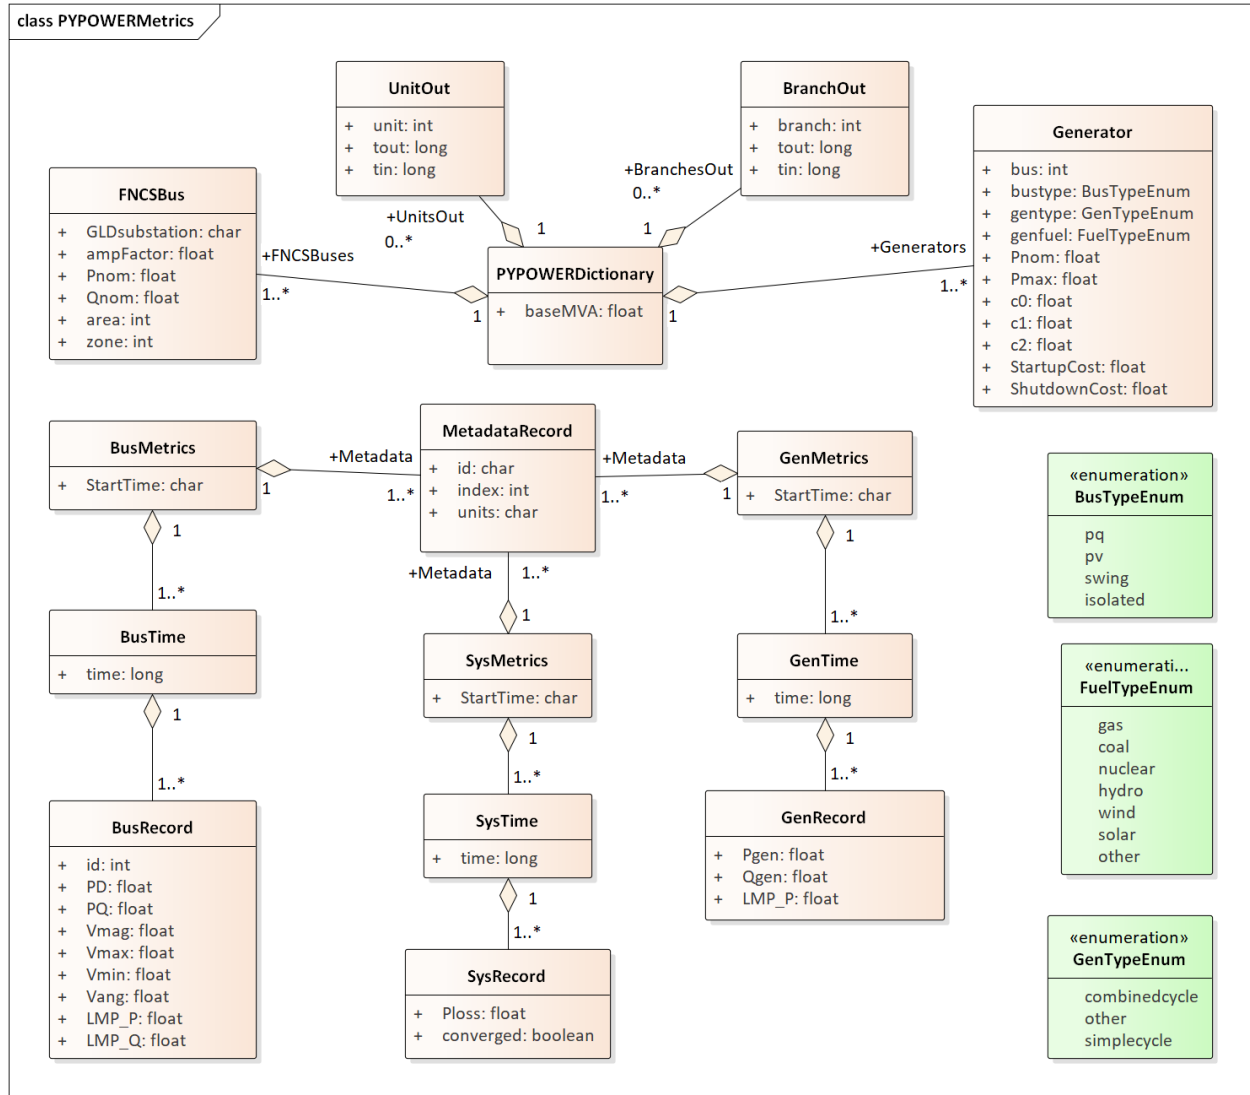 class PYPOWERMetrics
UnitOut
+ unit: int
+ tout: long
+ tin: long
BranchOut
+ branch: int
+ tout: long
+ tin: long
Generator
+ bus: int
+ bustype: BusTypeEnum
+ gentype: GenTypeEnum
+ genfuel: FuelTypeEnum
+ Pnom: float
+ Pmax: float
+ c0: float
+ c1: float
+ c2: float
+ StartupCost: float
+ ShutdownCost: float
FNCSBus
+ GLDsubstation: char
+ ampFactor: float
+ Pnom: float
+ Qnom: float
+ area: int
+ zone: int
+FNCSBuses
1..*
1
+UnitsOut
0..*
1
+BranchesOut
0..*
1
+Generators
1..*
1
PYPOWERDictionary
+ baseMVA: float
BusMetrics
+ StartTime: char
1
+Metadata
1..*
MetadataRecord
+ id: char
+ index: int
+ units: char
+Metadata
1..*
1
GenMetrics
+ StartTime: char
+Metadata
1..*
1
1
1..*
BusTime
+ time: long
1
1..*
BusRecord
+ id: int
+ PD: float
+ PQ: float
+ Vmag: float
+ Vmax: float
+ Vmin: float
+ Vang: float
+ LMP_P: float
+ LMP_Q: float
SysMetrics
+ StartTime: char
1
1..*
SysTime
+ time: long
1
1..*
SysRecord
+ Ploss: float
+ converged: boolean
1
1..*
GenTime
+ time: long
1
1..*
GenRecord
+ Pgen: float
+ Qgen: float
+ LMP_P: float
«enumeration»
BusTypeEnum
pq
pv
swing
isolated
«enumerati...
FuelTypeEnum
gas
coal
nuclear
hydro
wind
solar
other
«enumeration»
GenTypeEnum
combinedcycle
other
simplecycle